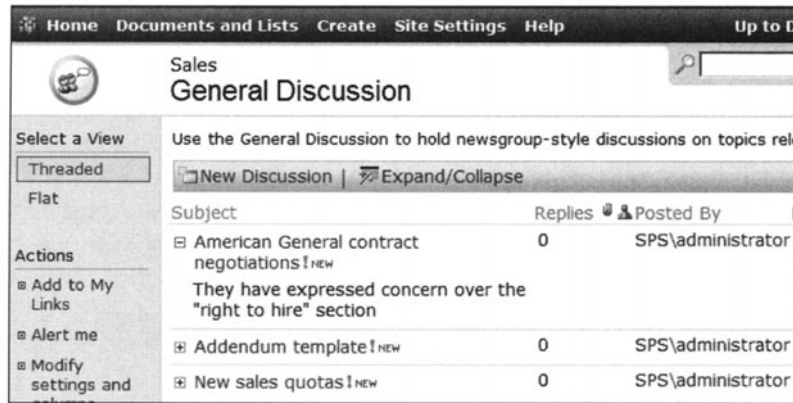 Home Documents and Lists Create Site Settings Help Up to
Sales
General Discussion
Select a View
Threaded
Flat
Actions
Add to My
Links
Alert me
Modify
settings and
Use the General Discussion to hold newsgroup-style discussions on topics
New Discussion | Expand/Collapse
Subject Replies Posted By
American General contract 0 SPS\administrator
negotiations! NEW
They have expressed concern over the
"right to hire" section
Addendum template! NEW 0 SPS\administrator
New sales quotas! NEW 0 SPS\administrator